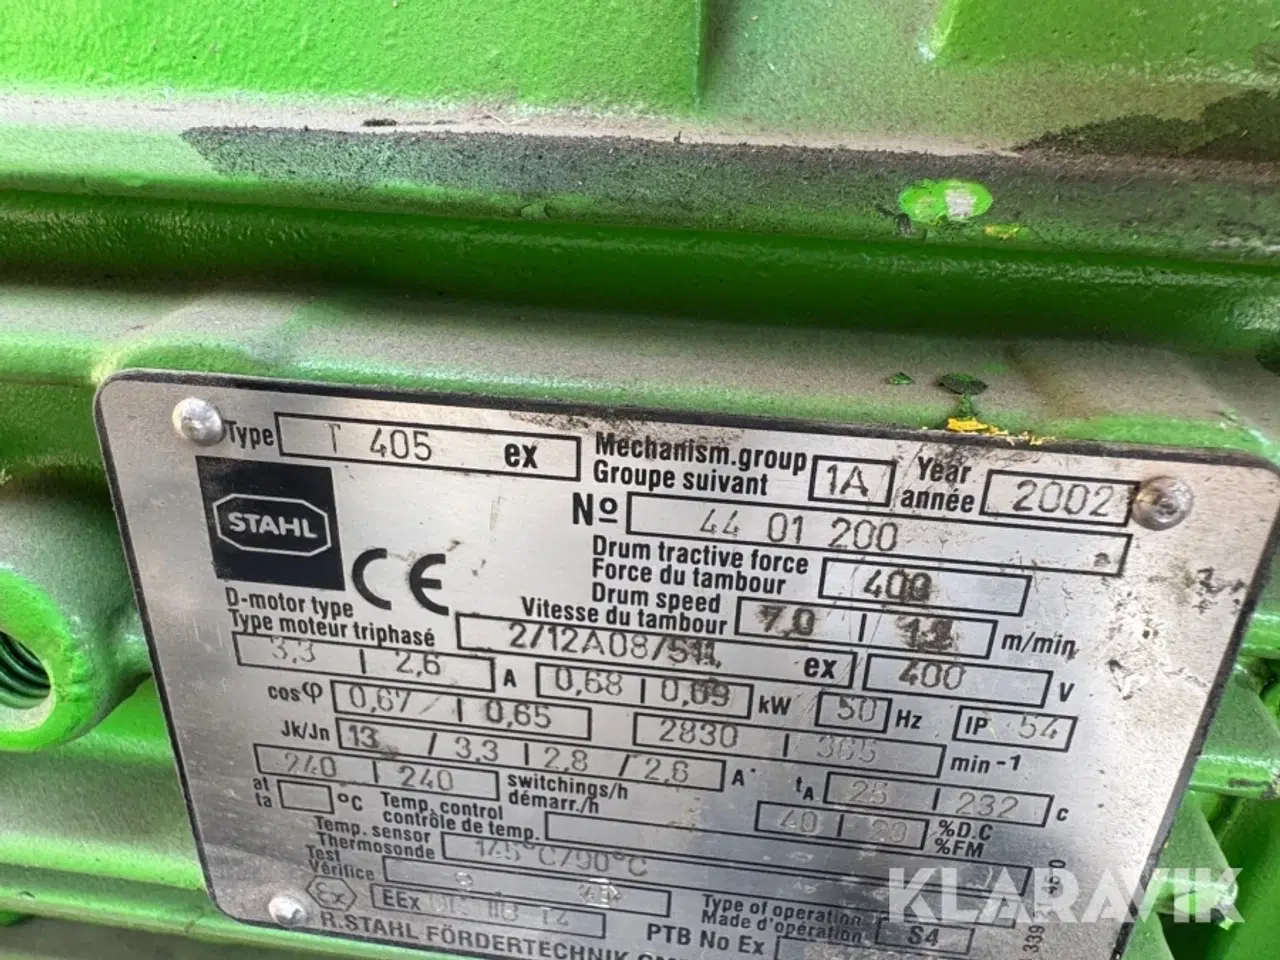 Type T 405 ex Mechanism.group Groupe suivant 1A Year année 2002
STAHL
Nº 44 01 200
CE
Drum tractive force
Force du tambour 400
Drum speed
Vitesse du tambour 7,0 | m/min
D-motor type
Type moteur triphasé 2/12A08/511 ex 400 V
3,3 | 2,6 A 0,68 | 0,09 kW 50 Hz IP 54
cosφ 0,67 / | 0,65 2830 | 365 min-1
Jk/Jn 13 / 3,3 | 2,8 / 2,6 A tA 25 | 232 c
240 | 240 switchings/h démarr./h 40 | 20 %D.C %FM
at ta °C Temp. control contrôle de temp.
Temp. sensor Thermosonde 145°C/90°C
Test Vérifice
Ex EEx IIB T4 Type of operation Made d'opération S4
R.STAHL FÖRDERTECHNIK PTB No Ex
339
KLARAVIK